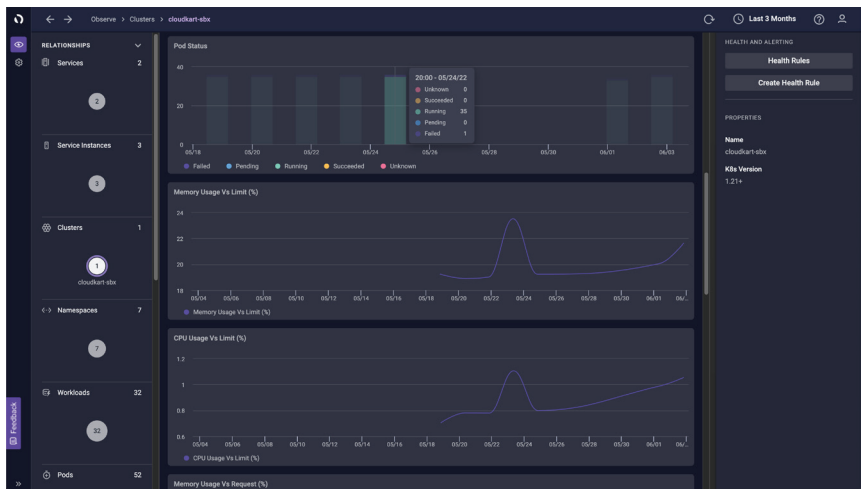 Observe > Clusters > cloudkart-sbx
Last 3 Months
RELATIONSHIPS
Services 2
2
Service Instances 3
3
Clusters 1
1
cloudkart-sbx
Namespaces 7
7
Workloads 32
32
Pods 52
Feedback
Pod Status
40
20
0
05/18 05/20 05/22 05/24 05/26 05/28 05/30 06/01 06/03
20:00 - 05/24/22
Unknown 0
Succeeded 0
Running 35
Pending 0
Failed 1
Failed Pending Running Succeeded Unknown
Memory Usage Vs Limit (%)
24
22
20
18
05/04 05/06 05/08 05/10 05/12 05/14 05/16 05/18 05/20 05/22 05/24 05/26 05/28 05/30 06/01 06/...
Memory Usage Vs Limit (%)
CPU Usage Vs Limit (%)
1.2
1
0.8
0.6
05/04 05/06 05/08 05/10 05/12 05/14 05/16 05/18 05/20 05/22 05/24 05/26 05/28 05/30 06/01 06/...
CPU Usage Vs Limit (%)
Memory Usage Vs Request (%)
HEALTH AND ALERTING
Health Rules
Create Health Rule
PROPERTIES
Name
cloudkart-sbx
K8s Version
1.21+